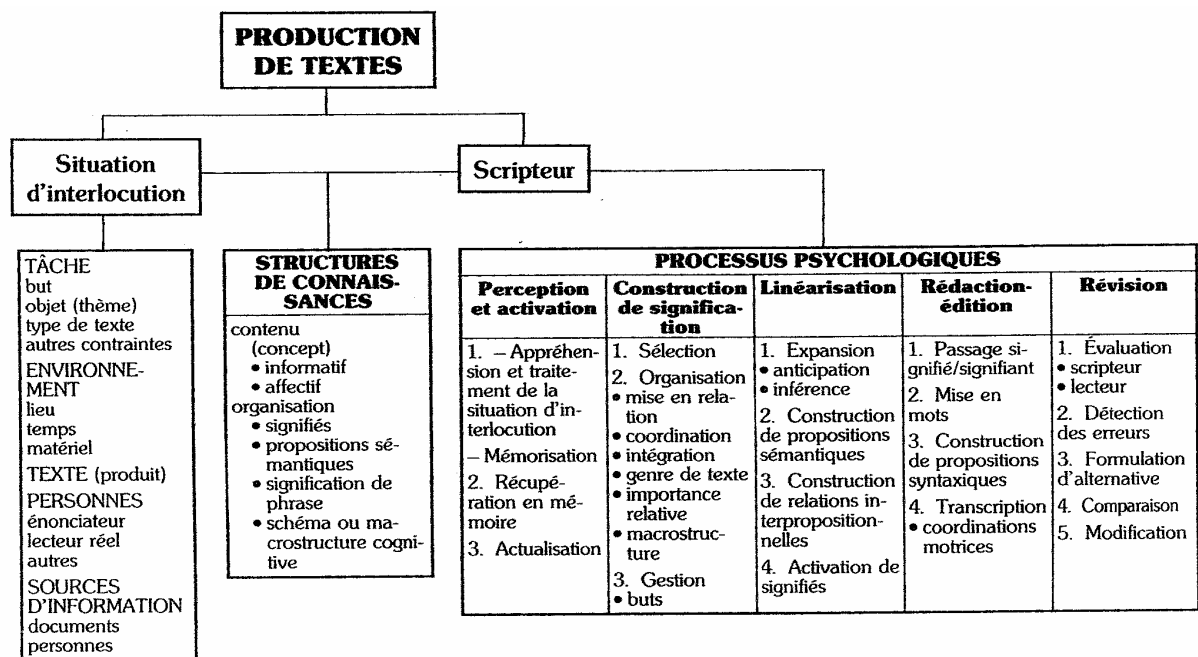 PRODUCTION
DE TEXTES
Situation
d'interlocution
Scripteur
TÂCHE
but
objet (thème)
type de texte
autres contraintes
ENVIRONNE-
MENT
lieu
temps
matériel
TEXTE (produit)
PERSONNES
énonciateur
lecteur réel
autres
SOURCES
D'INFORMATION
documents
personnes
STRUCTURES
DE CONNAIS-
SANCES
contenu
(concept)
• informatif
• affectif
organisation
• signifiés
• propositions sé-
mantiques
• signification de
phrase
• schéma ou ma-
crostructure cogni-
tive
PROCESSUS PSYCHOLOGIQUES
Perception
et activation
1. – Appréhen-
sion et traite-
ment de la
situation d'in-
terlocution
– Mémorisation
2. Récupé-
ration en mé-
moire
3. Actualisation
Construction
de significa-
tion
1. Sélection
2. Organisation
• mise en rela-
tion
• coordination
• intégration
• genre de texte
• importance
relative
• macrostruc-
ture
3. Gestion
• buts
Linéarisation
1. Expansion
• anticipation
• inférence
2. Construction
de propositions
sémantiques
3. Construction
de relations in-
terproposition-
nelles
4. Activation de
signifiés
Rédaction-
édition
1. Passage si-
gnifié/signifiant
2. Mise en
mots
3. Construction
de propositions
syntaxiques
4. Transcription
• coordinations
motrices
Révision
1. Évaluation
• scripteur
• lecteur
2. Détection
des erreurs
3. Formulation
d'alternative
4. Comparaison
5. Modification